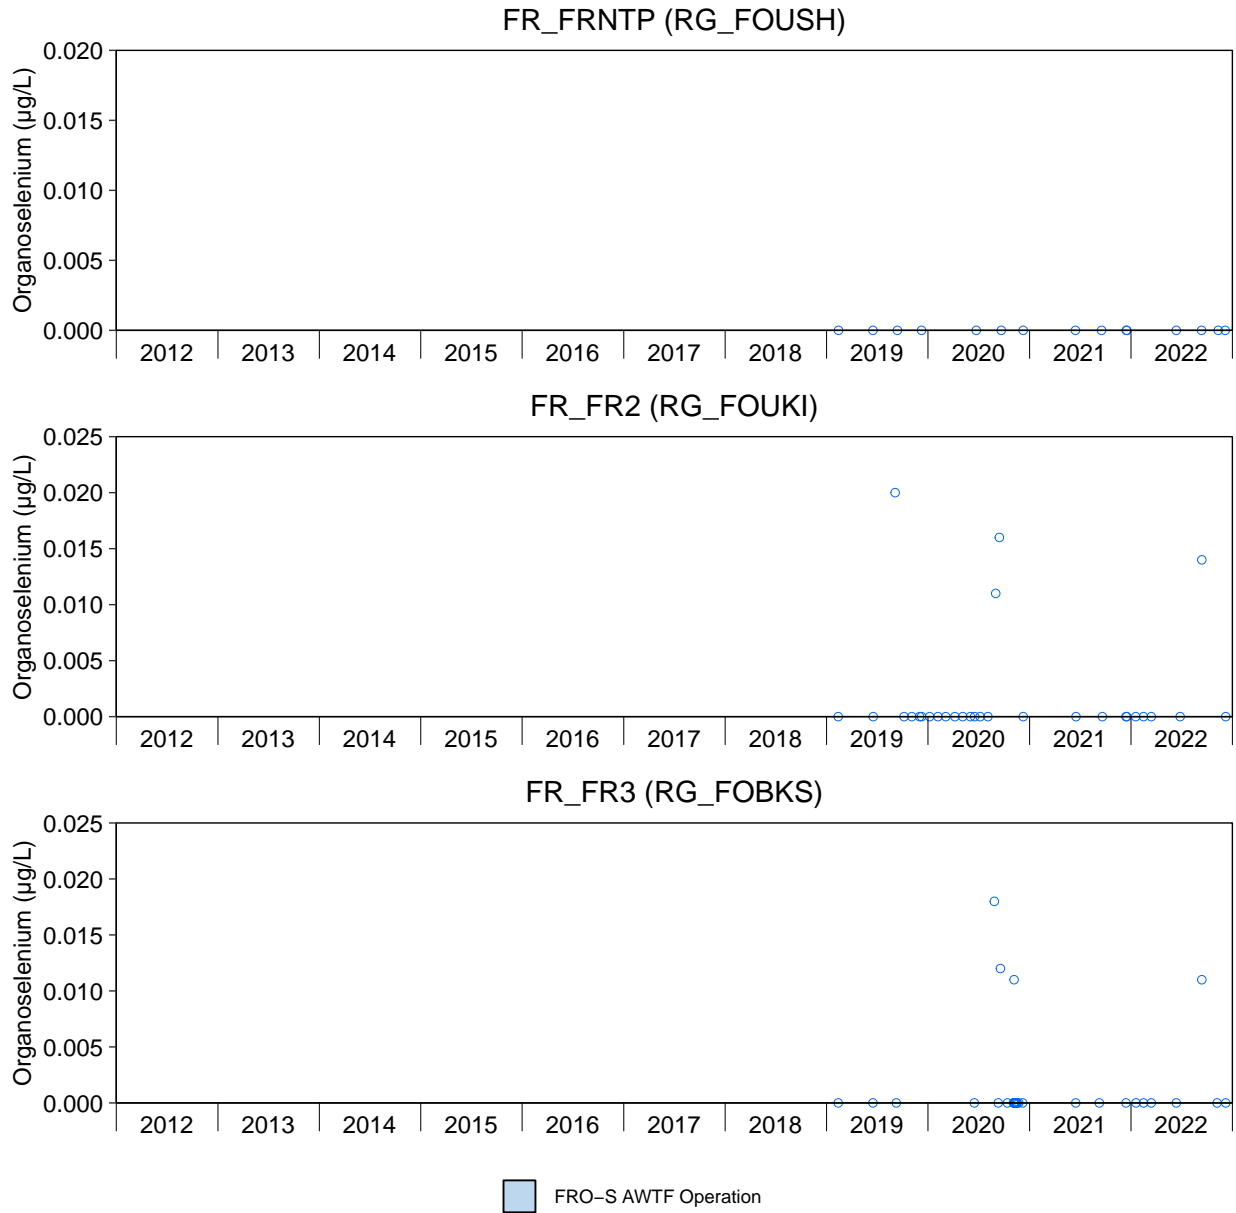 FR_FRNTP (RG_FOUSH)
Organoselenium (µg/L)
0.020
0.015
0.010
0.005
0.000
2012 2013 2014 2015 2016 2017 2018 2019 2020 2021 2022
FR_FR2 (RG_FOUKI)
Organoselenium (µg/L)
0.025
0.020
0.015
0.010
0.005
0.000
2012 2013 2014 2015 2016 2017 2018 2019 2020 2021 2022
FR_FR3 (RG_FOBKS)
Organoselenium (µg/L)
0.025
0.020
0.015
0.010
0.005
0.000
2012 2013 2014 2015 2016 2017 2018 2019 2020 2021 2022
FRO−S AWTF Operation